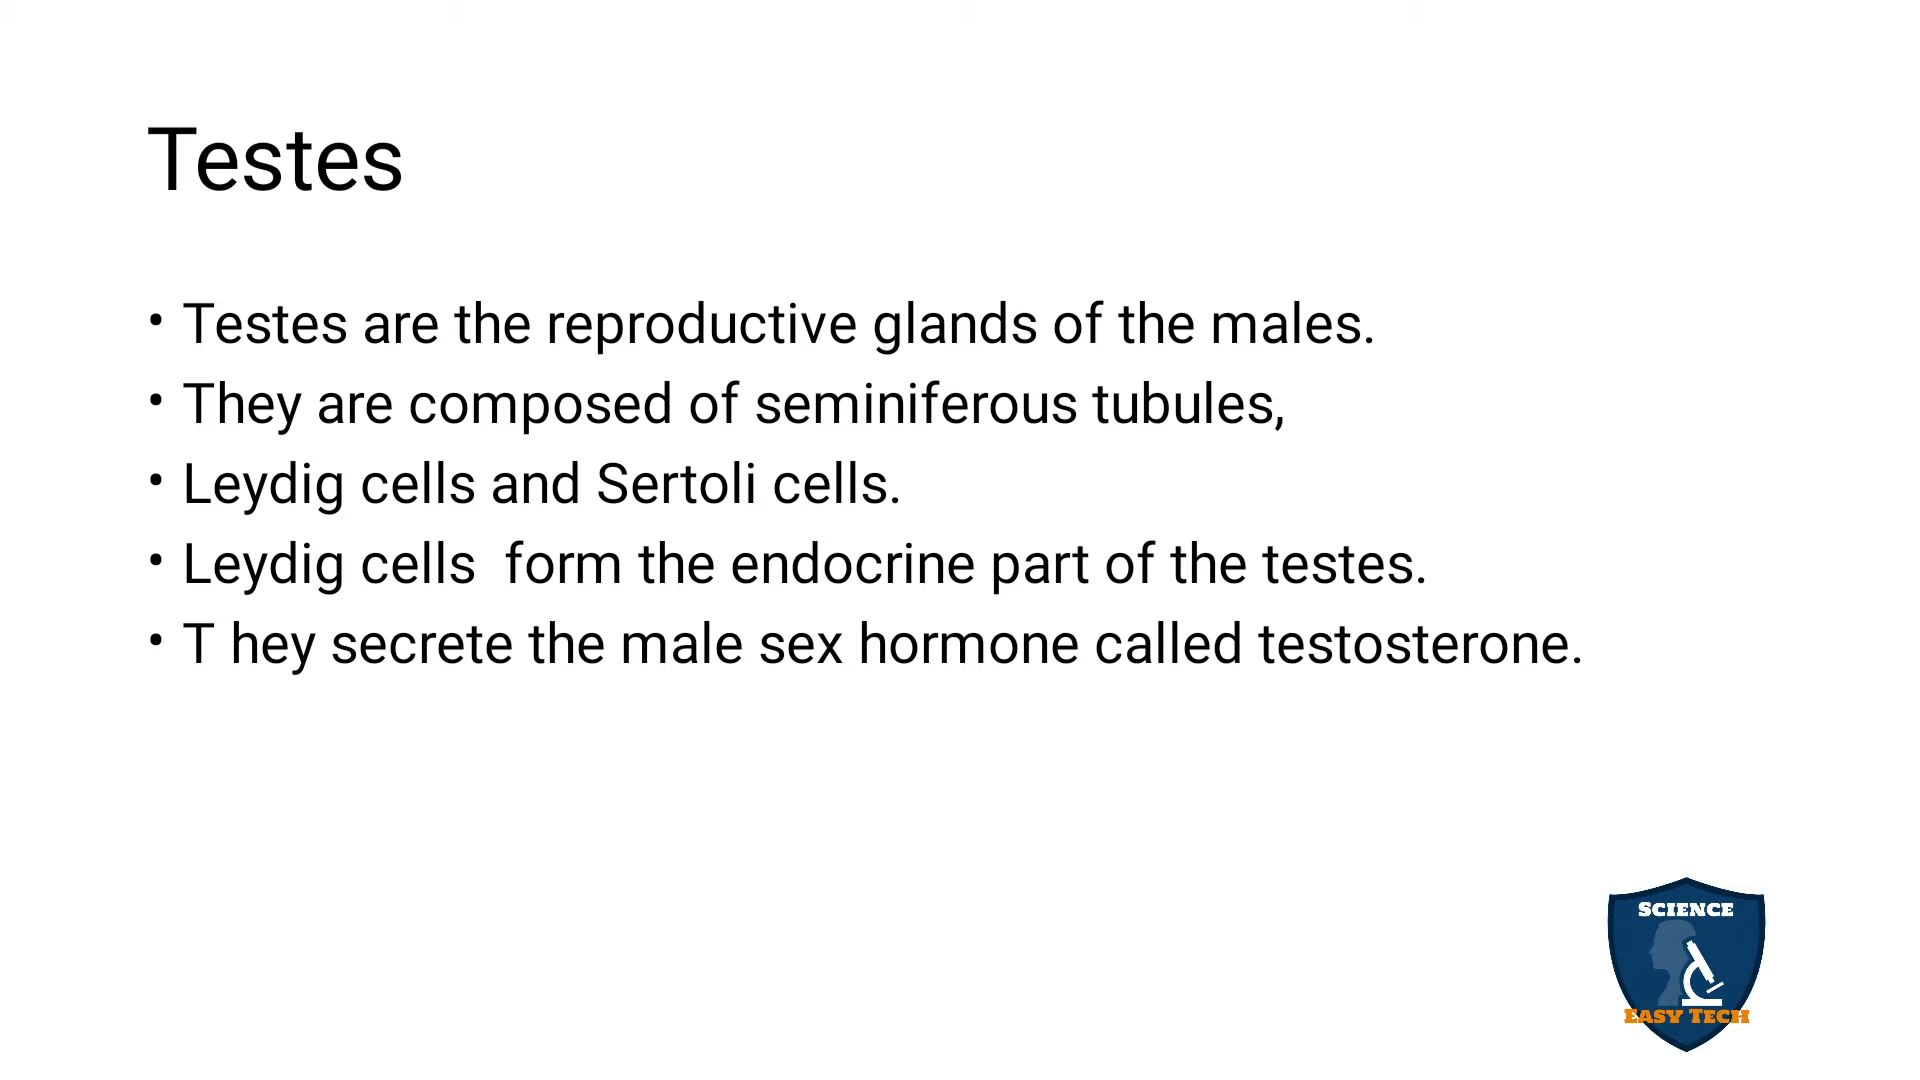 Testes
• Testes are the reproductive glands of the males.
• They are composed of seminiferous tubules,
• Leydig cells and Sertoli cells.
• Leydig cells  form the endocrine part of the testes.
• T hey secrete the male sex hormone called testosterone.
SCIENCE
EASY TECH